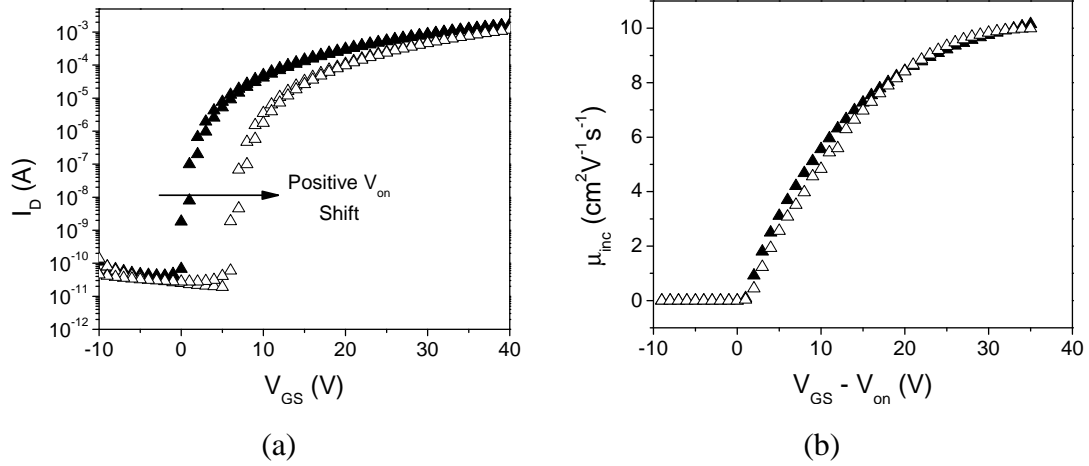 10⁻³
10⁻⁴
10⁻⁵
10⁻⁶
10⁻⁷
10⁻⁸
10⁻⁹
10⁻¹⁰
10⁻¹¹
10⁻¹²
I_D (A)
Positive V_on
Shift
-10 0 10 20 30 40
V_GS (V)
(a)
10
8
6
4
2
0
μ_inc (cm²V⁻¹s⁻¹)
-10 0 10 20 30 40
V_GS - V_on (V)
(b)